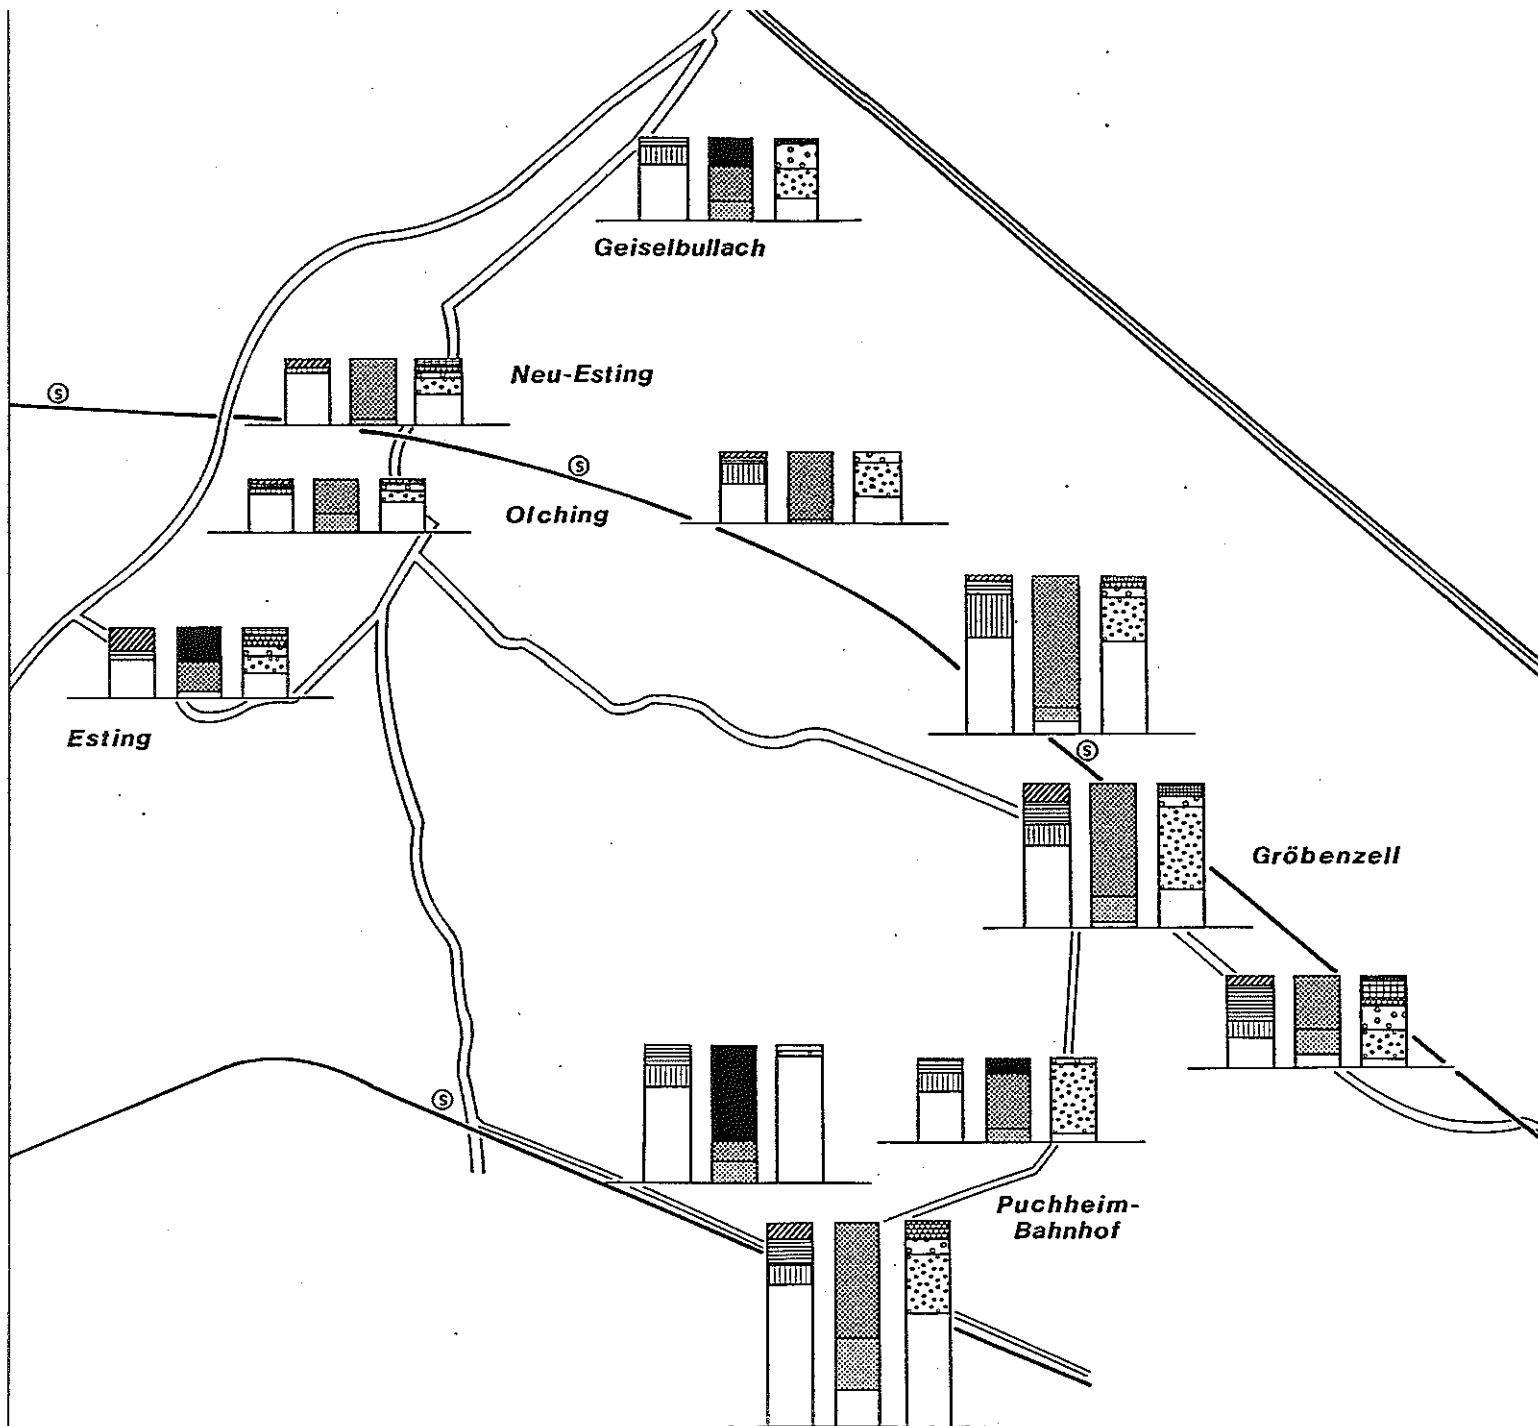 Geiselbullach
Neu-Esting
S
S
Olching
Esting
S
Gröbenzell
S
Puchheim-
Bahnhof